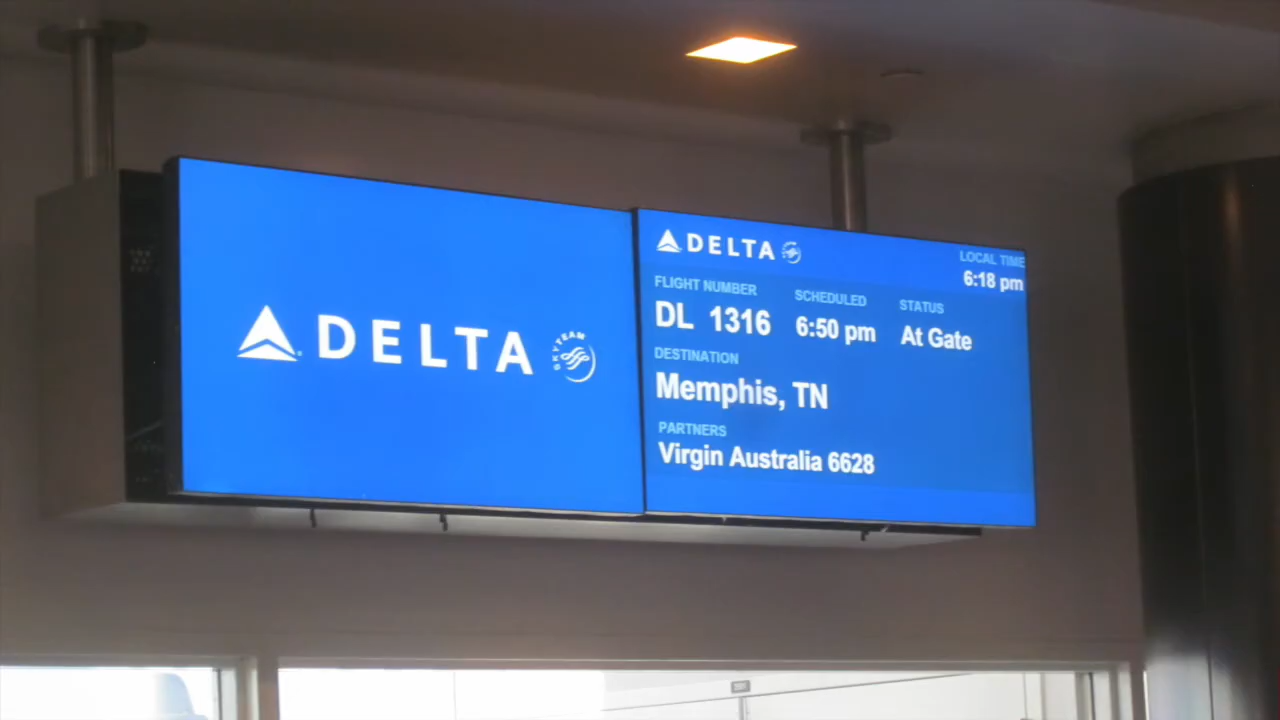 DELTA
SKYTEAM
DELTA
LOCAL TIME
6:18 pm
FLIGHT NUMBER SCHEDULED STATUS
DL 1316 6:50 pm At Gate
DESTINATION
Memphis, TN
PARTNERS
Virgin Australia 6628